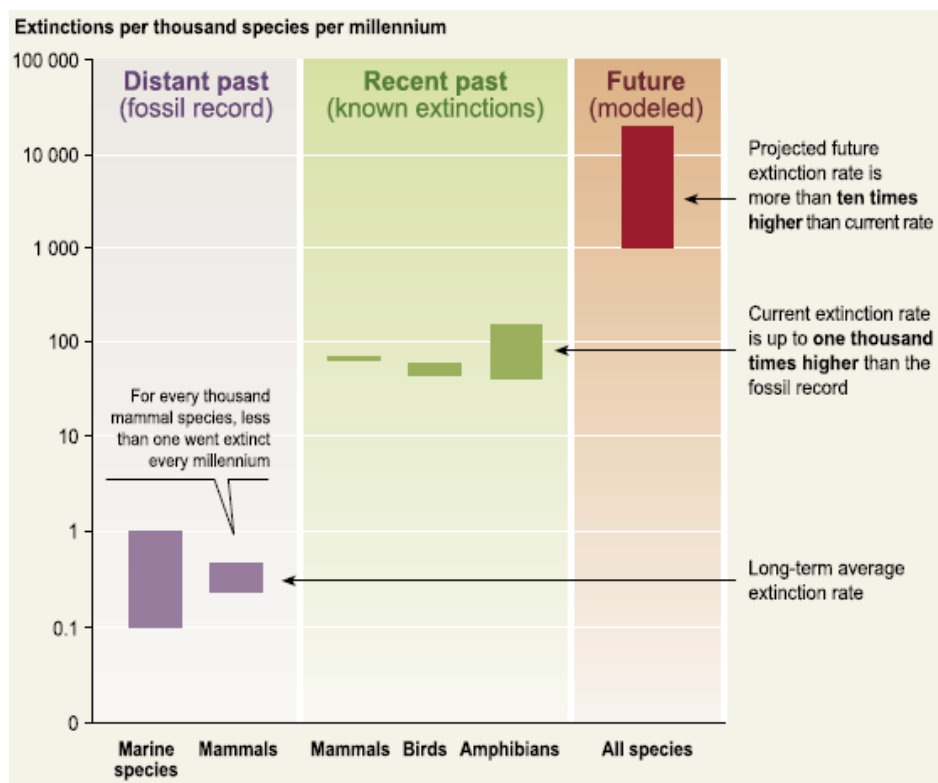 Extinctions per thousand species per millennium
100 000
10 000
1 000
100
10
1
0.1
0
Distant past
(fossil record)
Recent past
(known extinctions)
Future
(modeled)
For every thousand
mammal species, less
than one went extinct
every millennium
Projected future
extinction rate is
more than ten times
higher than current rate
Current extinction rate
is up to one thousand
times higher than the
fossil record
Long-term average
extinction rate
Marine
species
Mammals
Mammals
Birds
Amphibians
All species